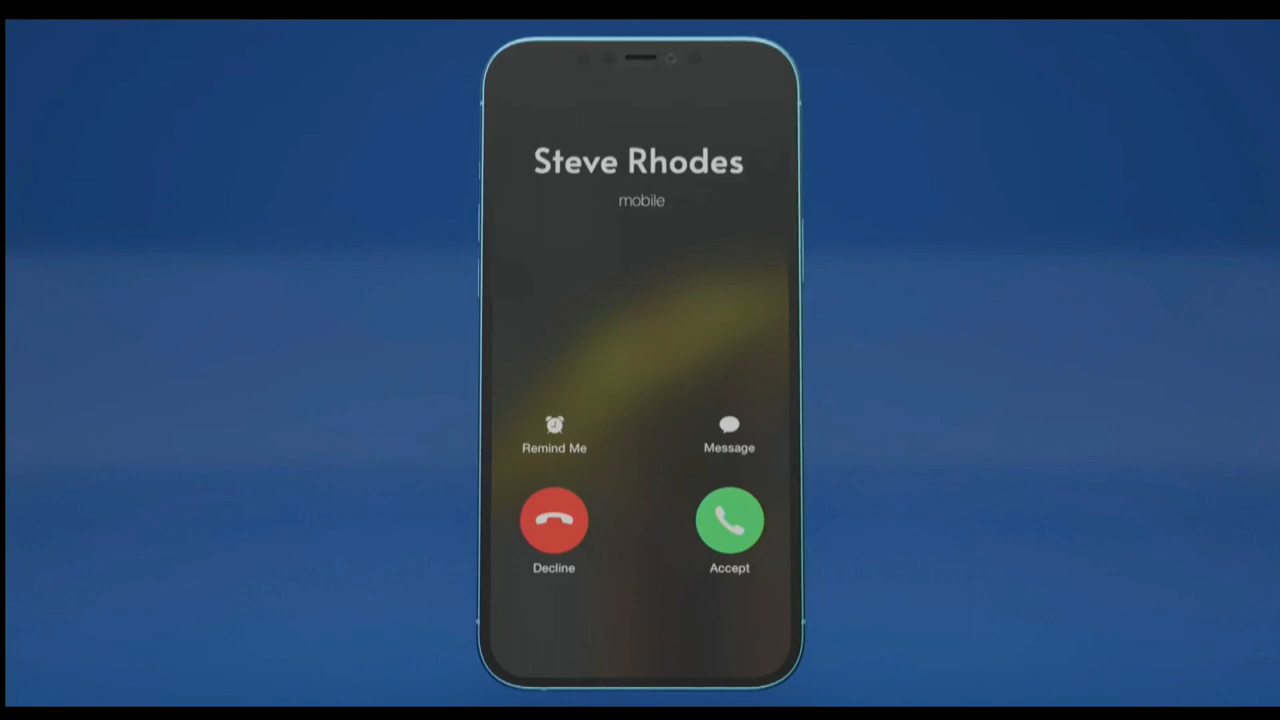 Steve Rhodes
mobile
Remind Me
Message
Decline
Accept